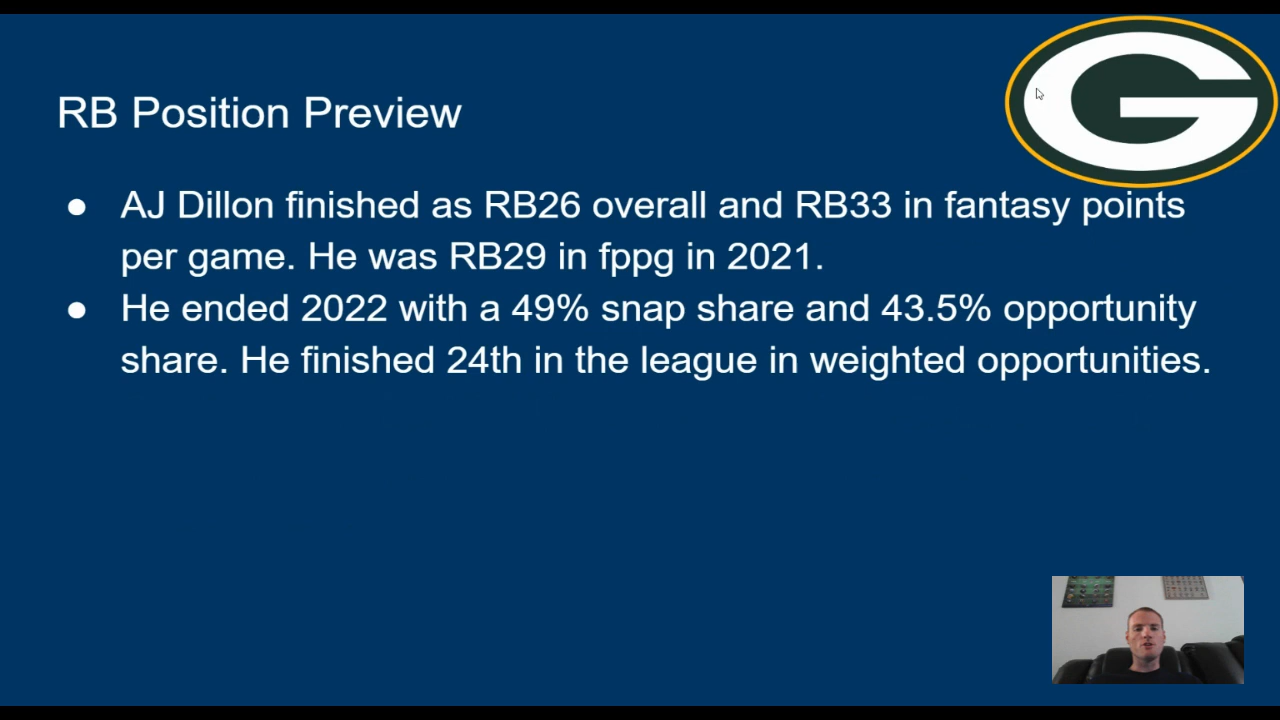 RB Position Preview
● AJ Dillon finished as RB26 overall and RB33 in fantasy points
per game. He was RB29 in fppg in 2021.
● He ended 2022 with a 49% snap share and 43.5% opportunity
share. He finished 24th in the league in weighted opportunities.
G